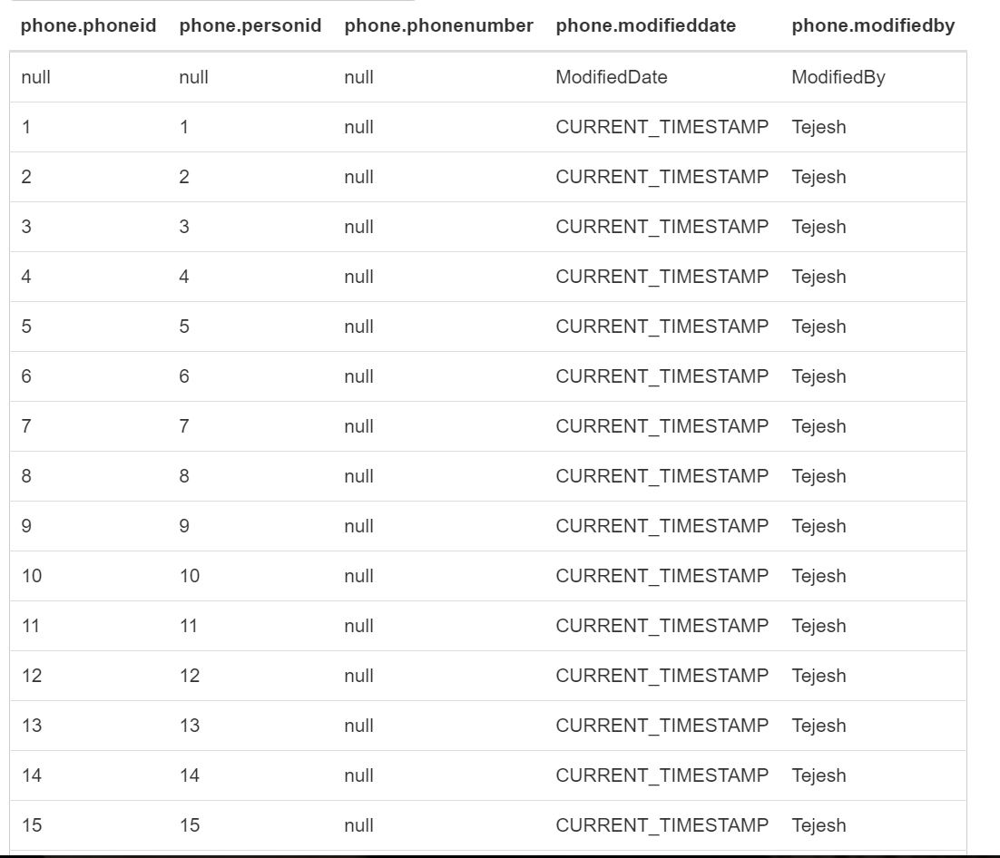 phone.phoneid phone.personid phone.phonenumber phone.modifieddate phone.modifiedby
null null null ModifiedDate ModifiedBy
1 1 null CURRENT_TIMESTAMP Tejesh
2 2 null CURRENT_TIMESTAMP Tejesh
3 3 null CURRENT_TIMESTAMP Tejesh
4 4 null CURRENT_TIMESTAMP Tejesh
5 5 null CURRENT_TIMESTAMP Tejesh
6 6 null CURRENT_TIMESTAMP Tejesh
7 7 null CURRENT_TIMESTAMP Tejesh
8 8 null CURRENT_TIMESTAMP Tejesh
9 9 null CURRENT_TIMESTAMP Tejesh
10 10 null CURRENT_TIMESTAMP Tejesh
11 11 null CURRENT_TIMESTAMP Tejesh
12 12 null CURRENT_TIMESTAMP Tejesh
13 13 null CURRENT_TIMESTAMP Tejesh
14 14 null CURRENT_TIMESTAMP Tejesh
15 15 null CURRENT_TIMESTAMP Tejesh